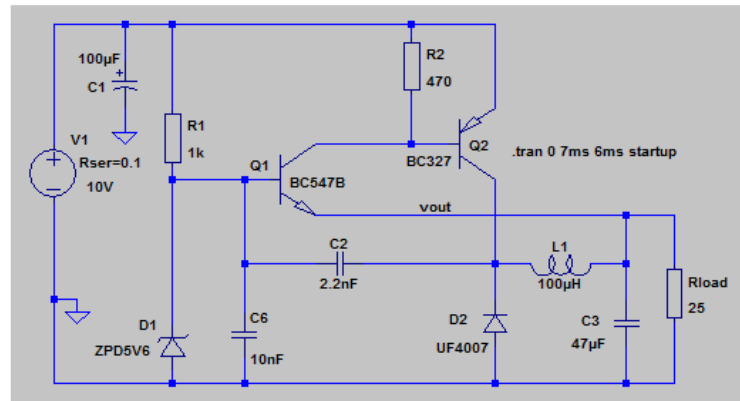 100µF
C1
R2
470
V1
Rser=0.1
10V
R1
1k
Q1
BC547B
Q2
BC327
.tran 0 7ms 6ms startup
vout
C2
2.2nF
L1
100µH
Rload
25
D1
ZPD5V6
C6
10nF
D2
UF4007
C3
47µF